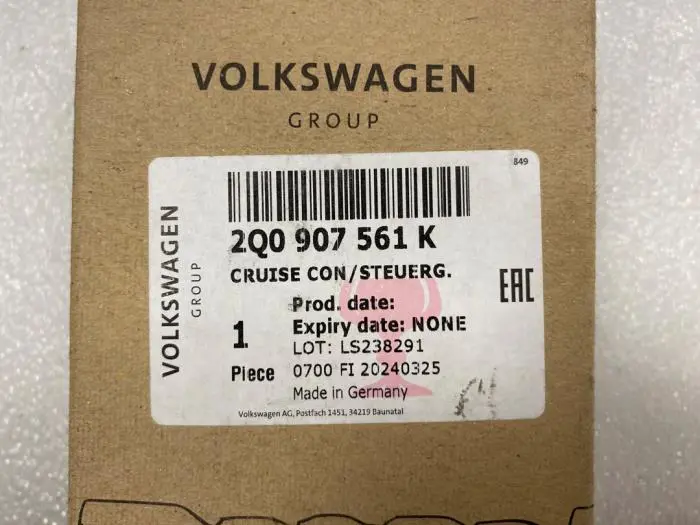 VOLKSWAGEN
GROUP
849
VOLKSWAGEN
GROUP
2Q0 907 561 K
CRUISE CON/STEUERG.
1
Piece
Prod. date:
Expiry date: NONE
LOT: LS238291
0700 FI 20240325
Made in Germany
EAC
Volkswagen AG, Postfach 1451, 34219 Baunatal